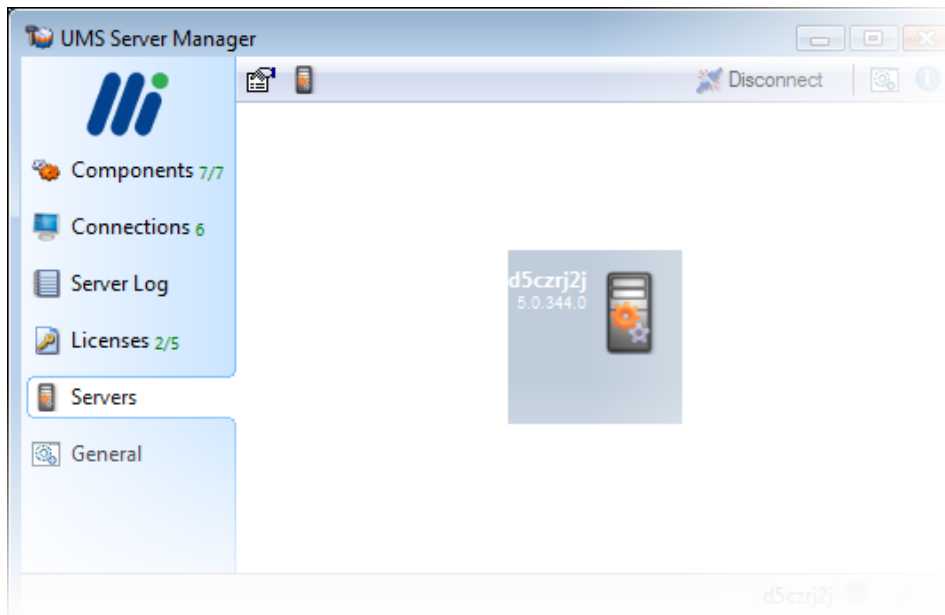 UMS Server Manager
Disconnect
Components 7/7
Connections 6
Server Log
Licenses 2/5
Servers
General
d5czrj2j
5.0.344.0
d5czrj2j